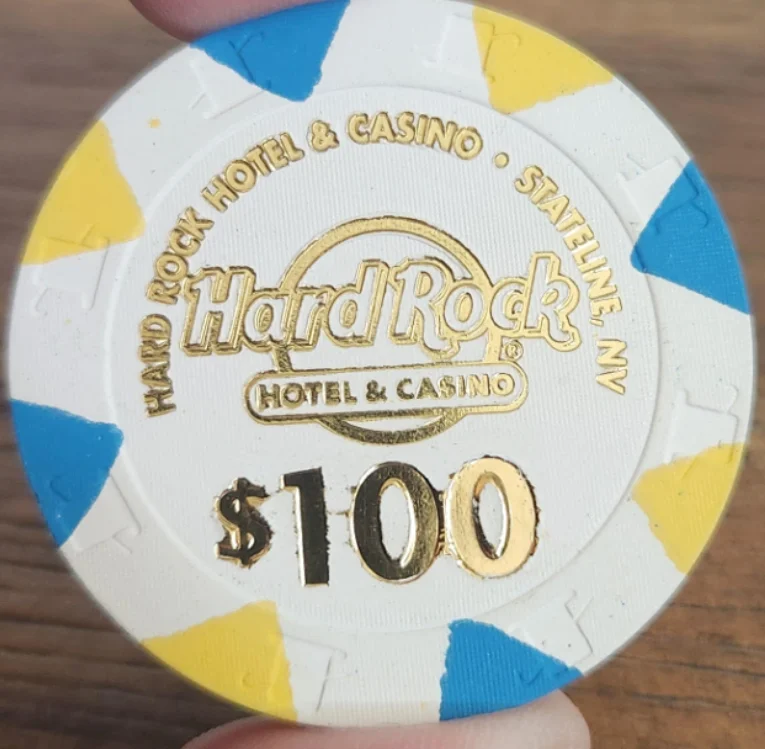 HARD ROCK HOTEL & CASINO • STATELINE, NV
Hard Rock
®
HOTEL & CASINO
$100